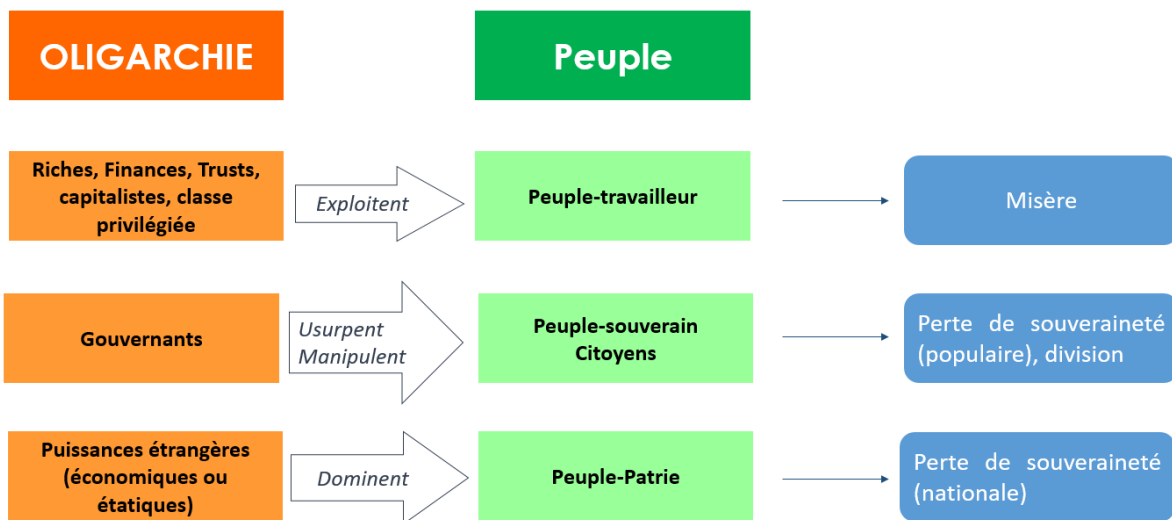 OLIGARCHIE
Peuple
Riches, Finances, Trusts,
capitalistes, classe
privilégiée
Exploitent
Peuple-travailleur
Misère
Gouvernants
Usurpent
Manipulent
Peuple-souverain
Citoyens
Perte de souveraineté
(populaire), division
Puissances étrangères
(économiques ou
étatiques)
Dominent
Peuple-Patrie
Perte de souveraineté
(nationale)